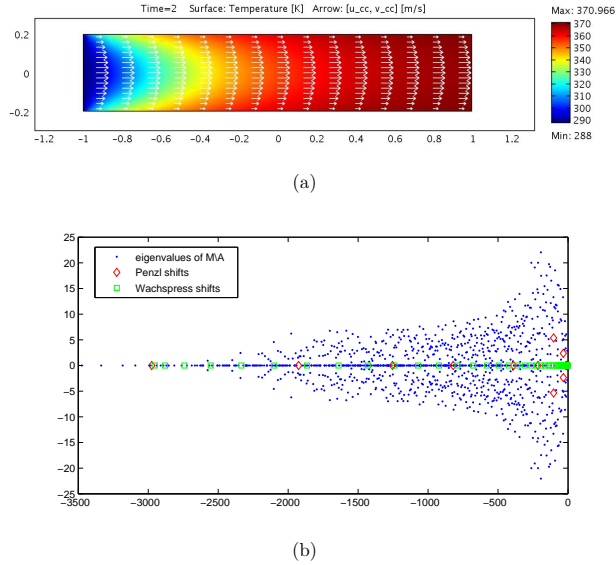 Time=2 Surface: Temperature [K] Arrow: [u_cc, v_cc] [m/s]
Max: 370.966
0.2
0
-0.2
370
360
350
340
330
320
310
300
290
Min: 288
-1.2 -1 -0.8 -0.6 -0.4 -0.2 0 0.2 0.4 0.6 0.8 1 1.2
(a)
25
20
15
10
5
0
−5
−10
−15
−20
−25
eigenvalues of M\A
Penzl shifts
Wachspress shifts
−3500 −3000 −2500 −2000 −1500 −1000 −500 0
(b)